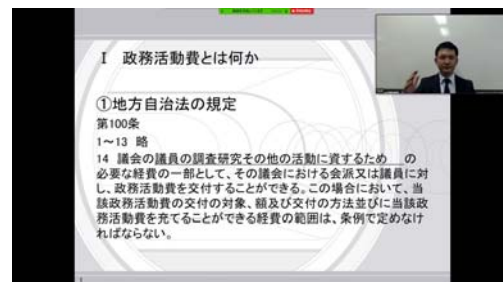 Ⅰ 政務活動費とは何か
①地方自治法の規定
第100条
1~13 略
14 議会の議員の調査研究その他の活動に資するため の
必要な経費の一部として、その議会における会派又は議員に対
し、政務活動費を交付することができる。この場合において、当
該政務活動費の交付の対象、額及び交付の方法並びに当該政
務活動費を充てることができる経費の範囲は、条例で定めなけ
ればならない。